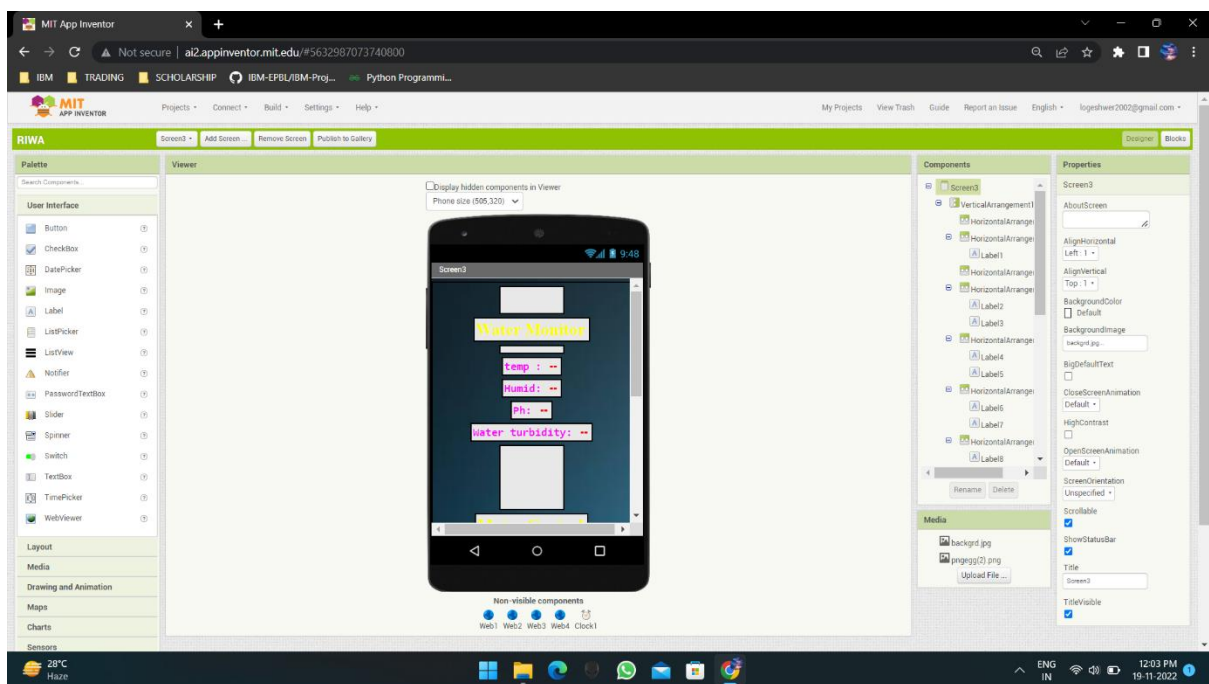 MIT App Inventor
Not secure | ai2.appinventor.mit.edu/#5632987073740800
IBM TRADING SCHOLARSHIP IBM-EPBL/IBM-Proj... Python Programmi...
MIT
APP INVENTOR
Projects Connect Build Settings Help
My Projects View Trash Guide Report an Issue English logeshwer2002@gmail.com
RIWA
Screen3 Add Screen ... Remove Screen Publish to Gallery
Designer Blocks
Palette
Search Components...
User Interface
Button
CheckBox
DatePicker
Image
Label
ListPicker
ListView
Notifier
PasswordTextBox
Slider
Spinner
Switch
TextBox
TimePicker
WebViewer
Layout
Media
Drawing and Animation
Maps
Charts
Sensors
Viewer
Display hidden components in Viewer
Phone size (505,320)
9:48
Screen3
Water Monitor
temp : --
Humid: --
Ph: --
Water turbidity: --
Non-visible components
Web1 Web2 Web3 Web4 Clock1
Components
Screen3
VerticalArrangement1
HorizontalArrange
HorizontalArrange
Label1
HorizontalArrange
HorizontalArrange
Label2
Label3
HorizontalArrange
Label4
Label5
HorizontalArrange
Label6
Label7
HorizontalArrange
Label8
Rename Delete
Media
backgrd.jpg
pngegg(2).png
Upload File ...
Properties
Screen3
AboutScreen
AlignHorizontal
Left : 1
AlignVertical
Top : 1
BackgroundColor
Default
BackgroundImage
backgrd.jpg...
BigDefaultText
CloseScreenAnimation
Default
HighContrast
OpenScreenAnimation
Default
ScreenOrientation
Unspecified
Scrollable
ShowStatusBar
Title
Screen3
TitleVisible
28°C
Haze
ENG
IN
12:03 PM
19-11-2022
1